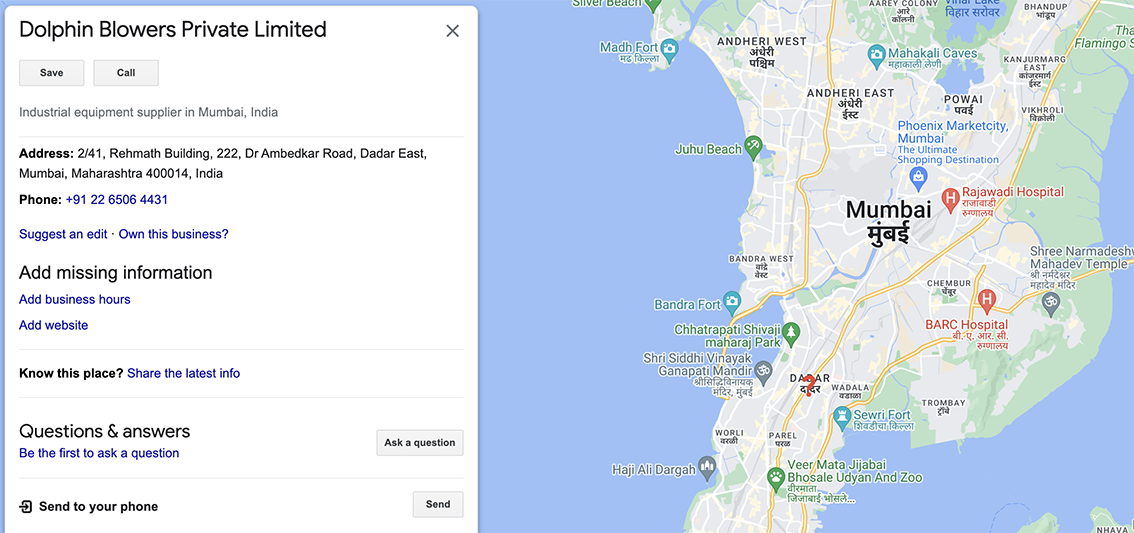 Dolphin Blowers Private Limited
Save
Call
Industrial equipment supplier in Mumbai, India
Address: 2/41, Rehmath Building, 222, Dr Ambedkar Road, Dadar East,
Mumbai, Maharashtra 400014, India
Phone: +91 22 6506 4431
Suggest an edit · Own this business?
Add missing information
Add business hours
Add website
Know this place? Share the latest info
Questions & answers
Be the first to ask a question
Ask a question
Send to your phone
Send
Silver Beach
AAREY COLONY
आरे
कॉलनी
विहार सरोवर
BHANDUP
भांडूप
Tha
Flamingo S
Madh Fort
मढ किल्ला
ANDHERI WEST
अंधेरी
पश्चिम
Mahakali Caves
महाकाली लेणी
KANJURMARG
EAST
कांजूरमार्ग
ईस्ट
ANDHERI EAST
अंधेरी
ईस्ट
POWAI
पवई
VIKHROLI
विक्रोळी
Phoenix Marketcity,
Mumbai
The Ultimate
Shopping Destination
Juhu Beach
Rajawadi Hospital
राजावाडी
रुग्णालय
Mumbai
मुंबई
BANDRA WEST
वांद्रे
वेस्ट
Shree Narmadeshw
Mahadev Temple
श्री नर्मदेश्वर
महादेव मंदिर
CHEMBUR
चेंबूर
Bandra Fort
BARC Hospital
बी. ए. आर. सी.
रुग्णालय
Chhatrapati Shivaji
maharaj Park
Shri Siddhi Vinayak
Ganapati Mandir
श्रीसिद्धिविनायक
मंदिर, मुंबई
DADAR
दादर
WADALA
वडाळा
TROMBAY
ट्रॉंबे
Sewri Fort
शिवडीचा किल्ला
WORLI
वरळी
PAREL
परळ
Haji Ali Dargah
Veer Mata Jijabai
Bhosale Udyan And Zoo
वीरमाता
जिजाबाई भोसले...
NHAVA